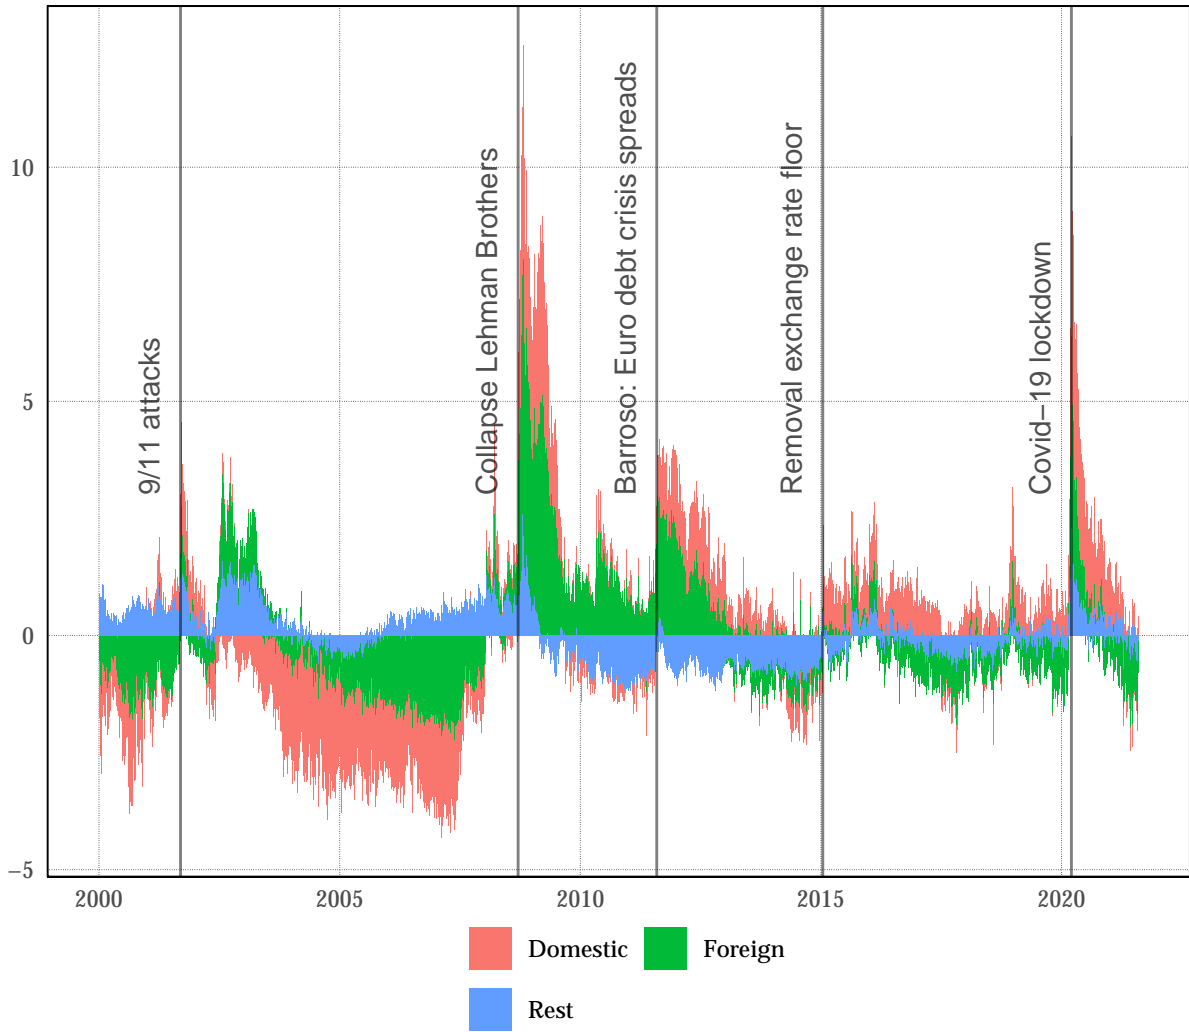 10
5
0
−5
9/11 attacks
Collapse Lehman Brothers
Barroso: Euro debt crisis spreads
Removal exchange rate floor
Covid−19 lockdown
2000
2005
2010
2015
2020
Domestic
Foreign
Rest